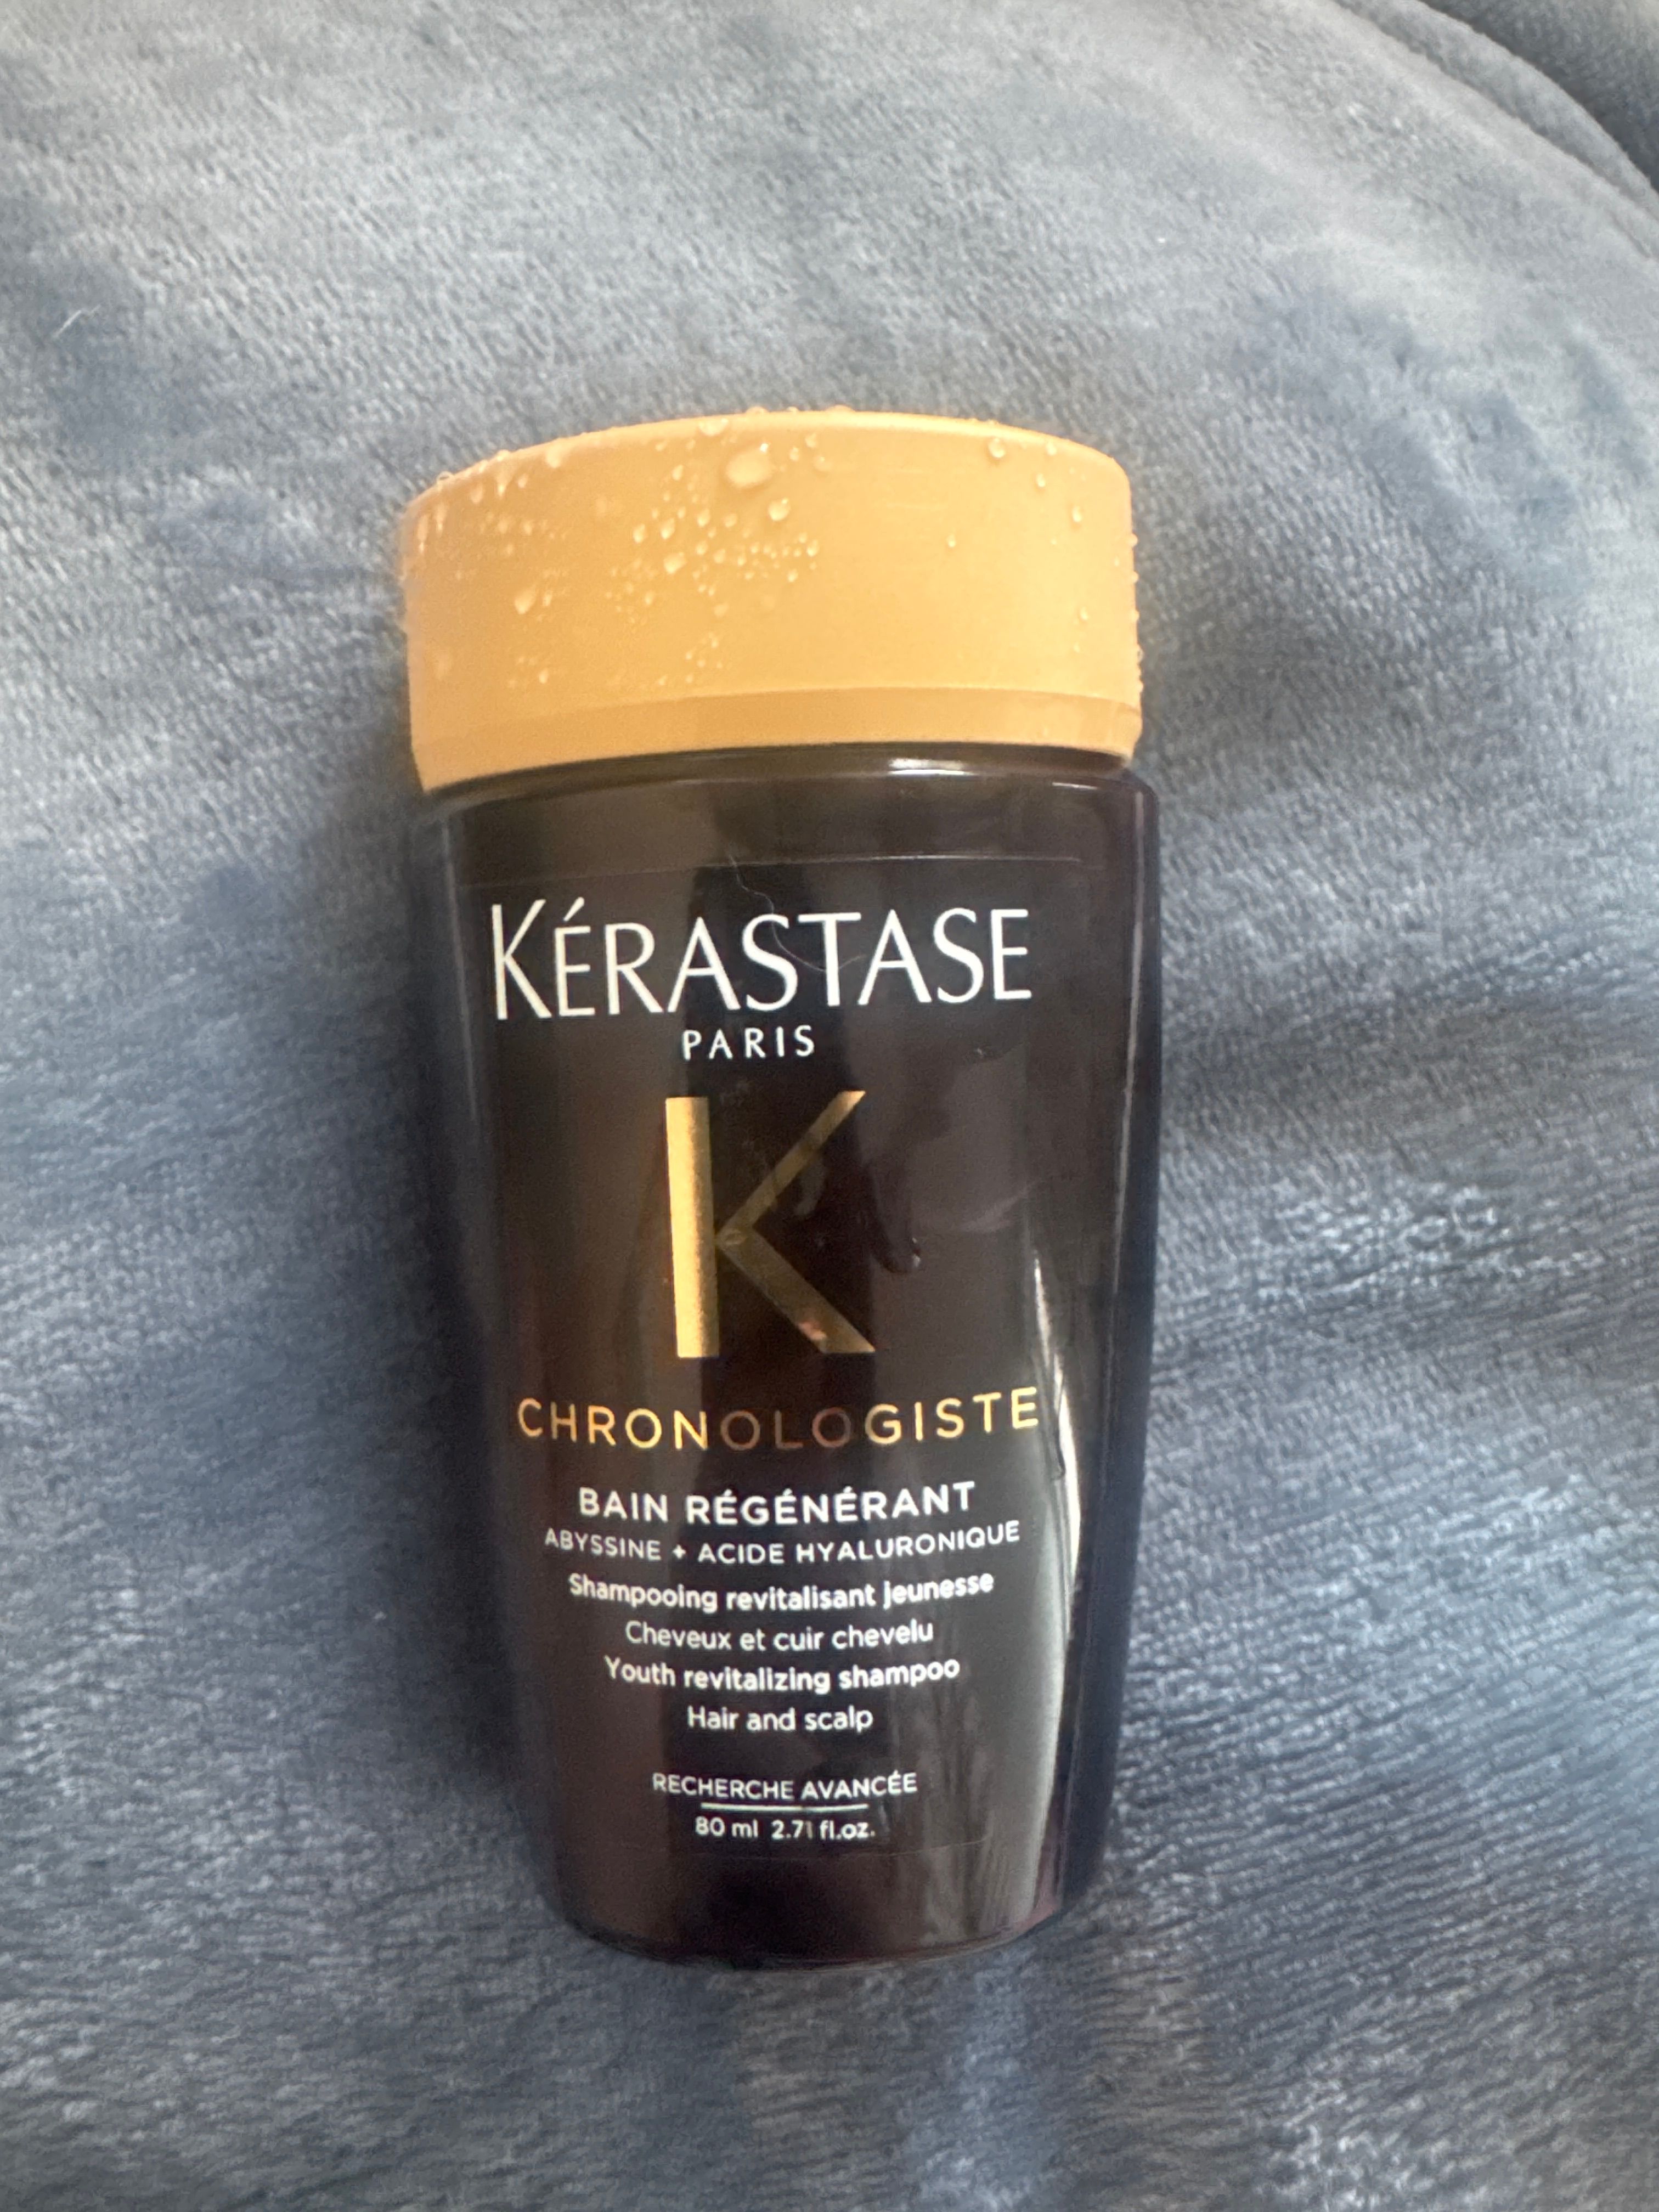 KÉRASTASE
PARIS
K
CHRONOLOGISTE
BAIN RÉGÉNÉRANT
ABYSSINE + ACIDE HYALURONIQUE
Shampooing revitalisant jeunesse
Cheveux et cuir chevelu
Youth revitalizing shampoo
Hair and scalp
RECHERCHE AVANCÉE
80 ml 2.71 fl.oz.